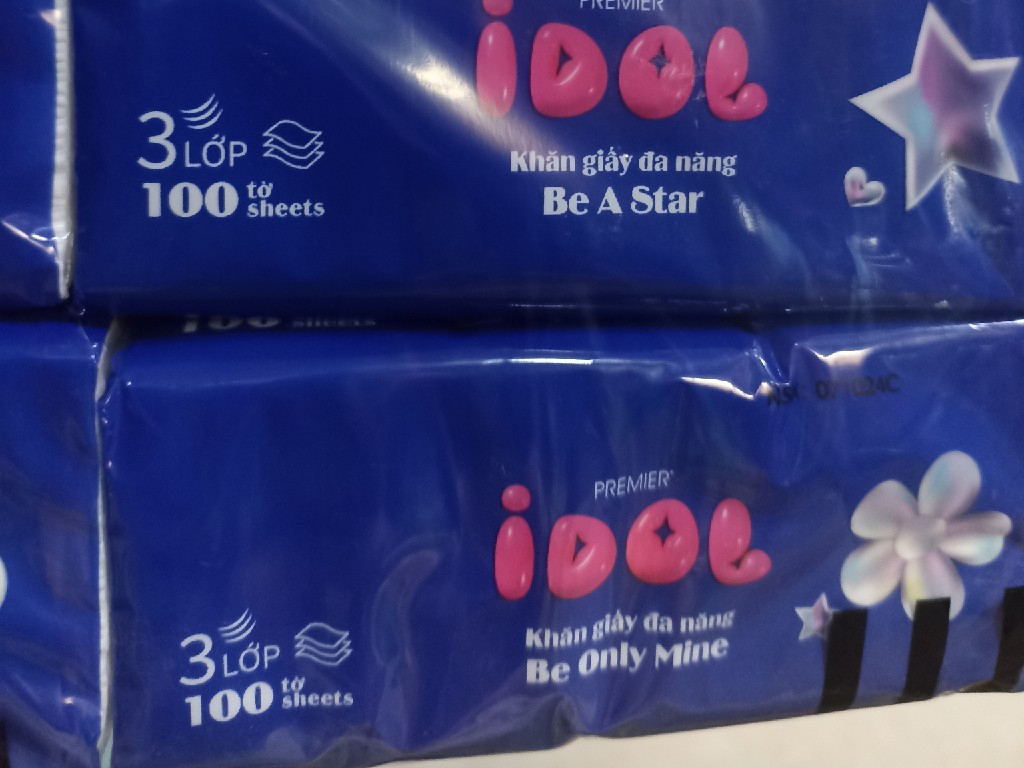 PREMIER
iDOL
3 LỚP
100 tờ sheets
Khăn giấy đa năng
Be A Star
sheets
PREMIER
iDOL
3 LỚP
100 tờ sheets
Khăn giấy đa năng
Be Only Mine